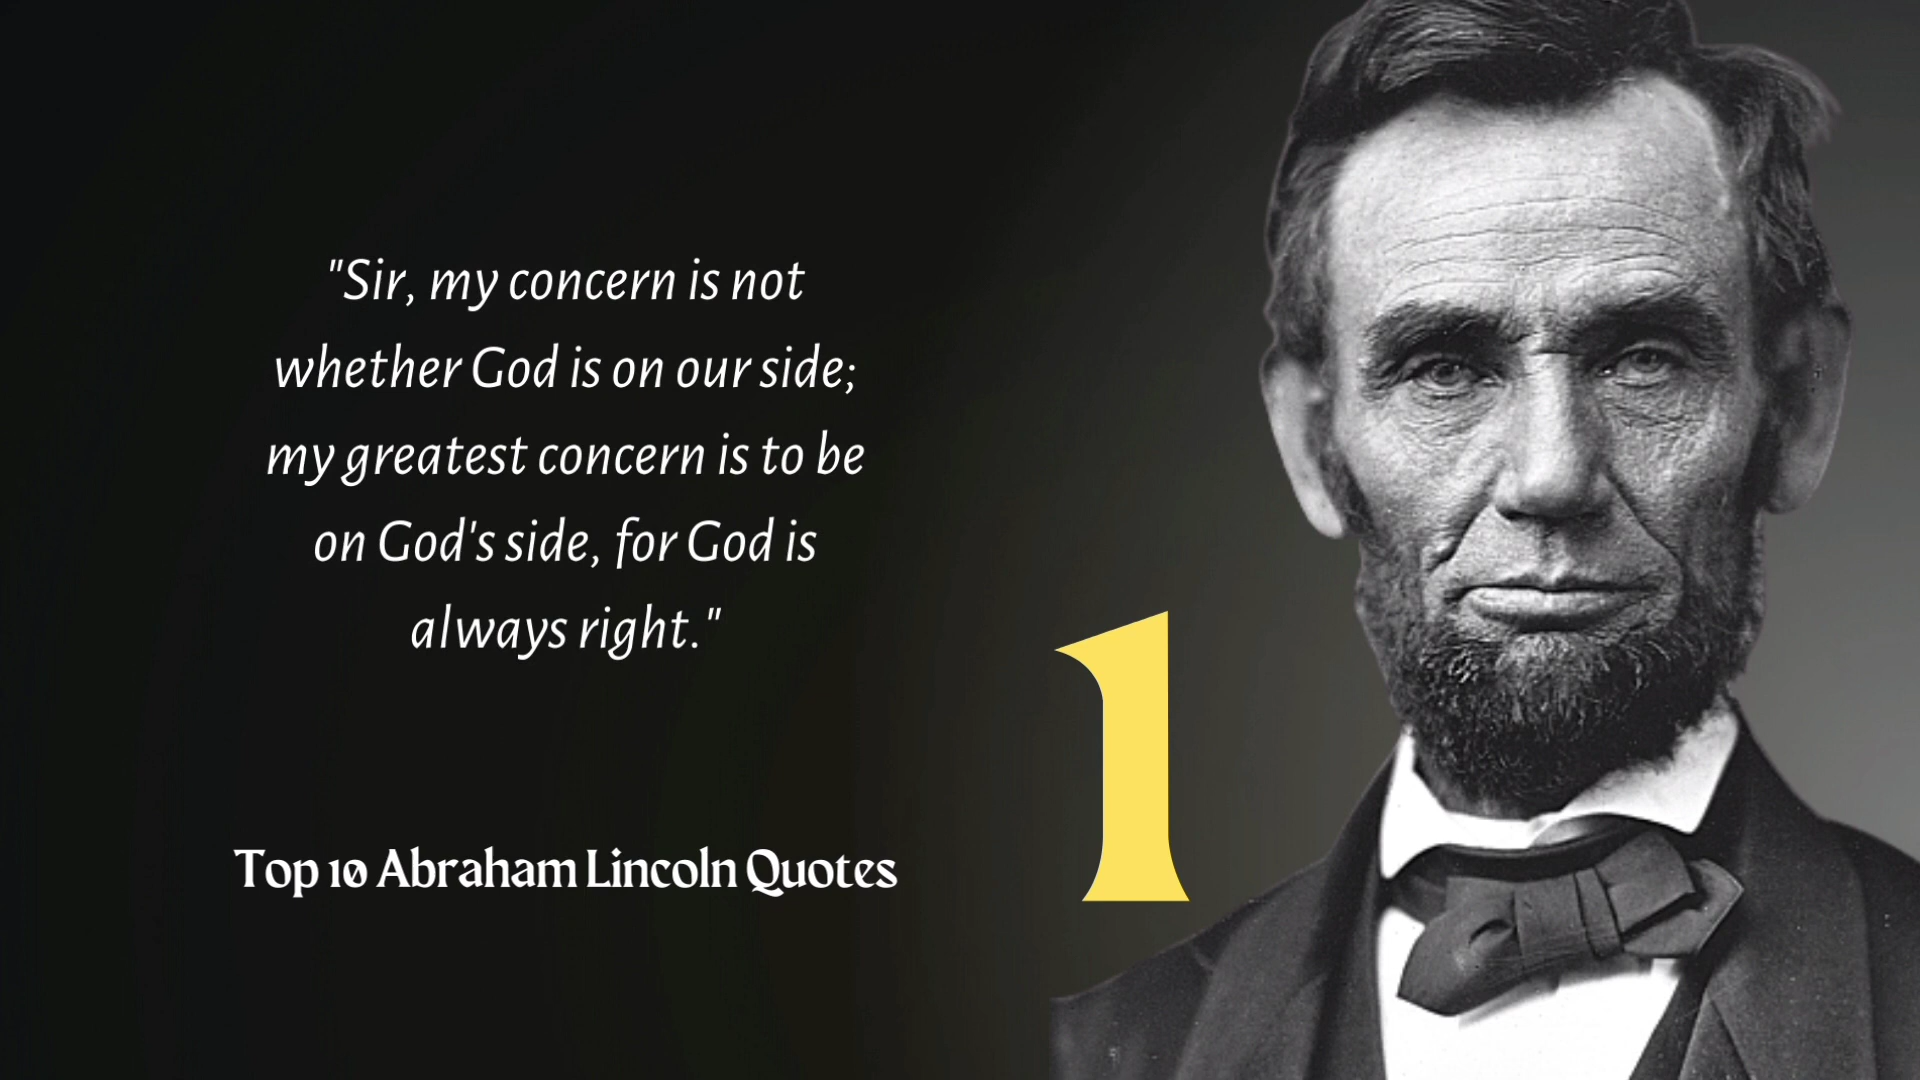 "Sir, my concern is not
whether God is on our side;
my greatest concern is to be
on God's side, for God is
always right."
1
Top 10 Abraham Lincoln Quotes